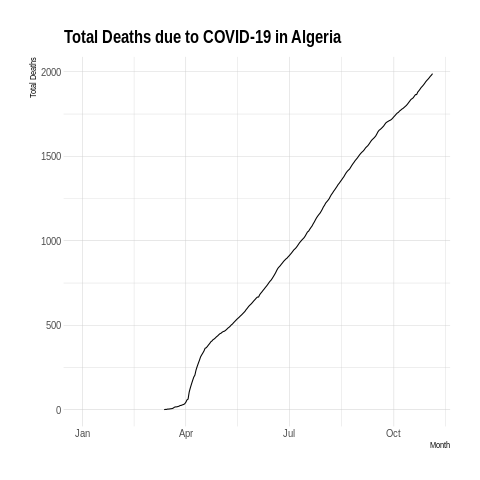 Total Deaths due to COVID-19 in Algeria
Total Deaths
2000
1500
1000
500
0
Jan Apr Jul Oct
Month